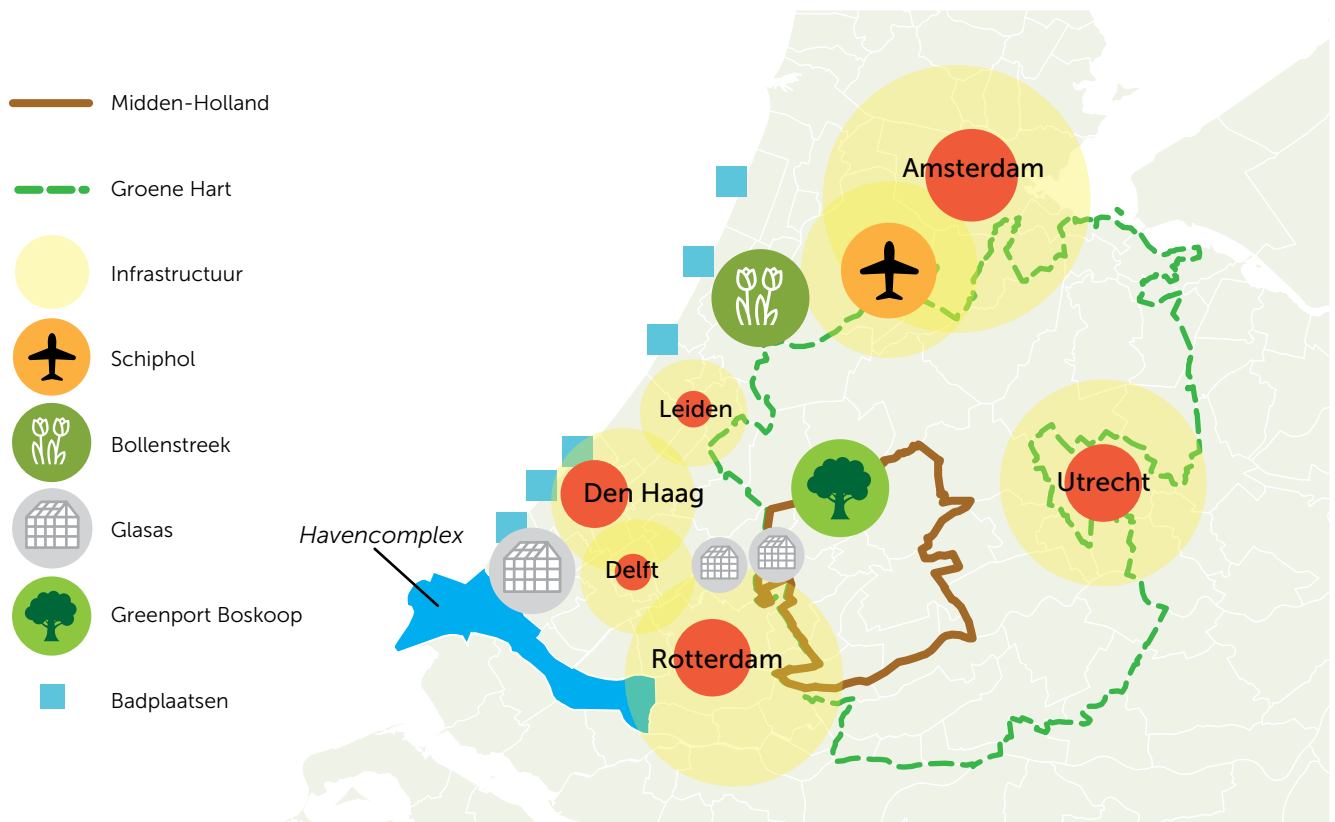 Midden-Holland
Groene Hart
Infrastructuur
Schiphol
Bollenstreek
Glasas
Greenport Boskoop
Badplaatsen
Amsterdam
Leiden
Den Haag
Utrecht
Havencomplex
Delft
Rotterdam